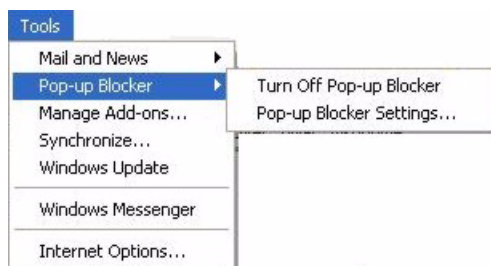 Tools
Mail and News
Pop-up Blocker
Turn Off Pop-up Blocker
Manage Add-ons...
Pop-up Blocker Settings...
Synchronize...
Windows Update
Windows Messenger
Internet Options...